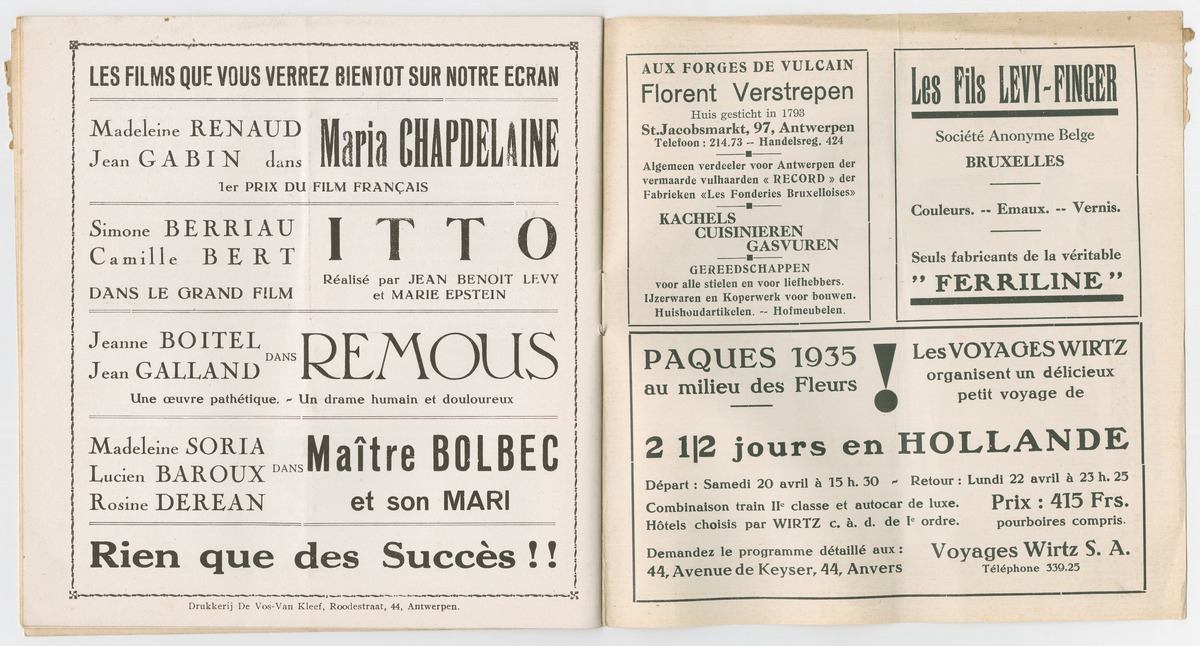 LES FILMS QUE VOUS VERREZ BIENTOT SUR NOTRE ECRAN
Madeleine RENAUD
Jean GABIN dans
Maria CHAPDELAINE
1er PRIX DU FILM FRANÇAIS
Simone BERRIAU
Camille BERT
DANS LE GRAND FILM
ITTO
Réalisé par JEAN BENOIT LEVY
et MARIE EPSTEIN
Jeanne BOITEL
Jean GALLAND
DANS
REMOUS
Une œuvre pathétique. - Un drame humain et douloureux
Madeleine SORIA
Lucien BAROUX
Rosine DEREAN
DANS
Maître BOLBEC
et son MARI
Rien que des Succès !!
Drukkerij De Vos-Van Kleef, Roodestraat, 44, Antwerpen.
AUX FORGES DE VULCAIN
Florent Verstrepen
Huis gesticht in 1793
St.Jacobsmarkt, 97, Antwerpen
Telefoon : 214.73 -- Handelsreg. 424
Algemeen verdeeler voor Antwerpen der
vermaarde vulhaarden « RECORD » der
Fabrieken «Les Fonderies Bruxelloises»
KACHELS
CUISINIEREN
GASVUREN
GEREEDSCHAPPEN
voor alle stielen en voor liefhebbers.
IJzerwaren en Koperwerk voor bouwen.
Huishoudartikelen. -- Hofmeubelen.
Les Fils LEVY-FINGER
Société Anonyme Belge
BRUXELLES
Couleurs. -- Emaux. -- Vernis.
Seuls fabricants de la véritable
" FERRILINE "
PAQUES 1935
au milieu des Fleurs
!
Les VOYAGES WIRTZ
organisent un délicieux
petit voyage de
2 1|2 jours en HOLLANDE
Départ : Samedi 20 avril à 15 h. 30 - Retour : Lundi 22 avril à 23 h. 25
Combinaison train IIe classe et autocar de luxe.
Hôtels choisis par WIRTZ c. à. d. de Ie ordre.
Prix : 415 Frs.
pourboires compris.
Demandez le programme détaillé aux :
44, Avenue de Keyser, 44, Anvers
Voyages Wirtz S. A.
Téléphone 339.25